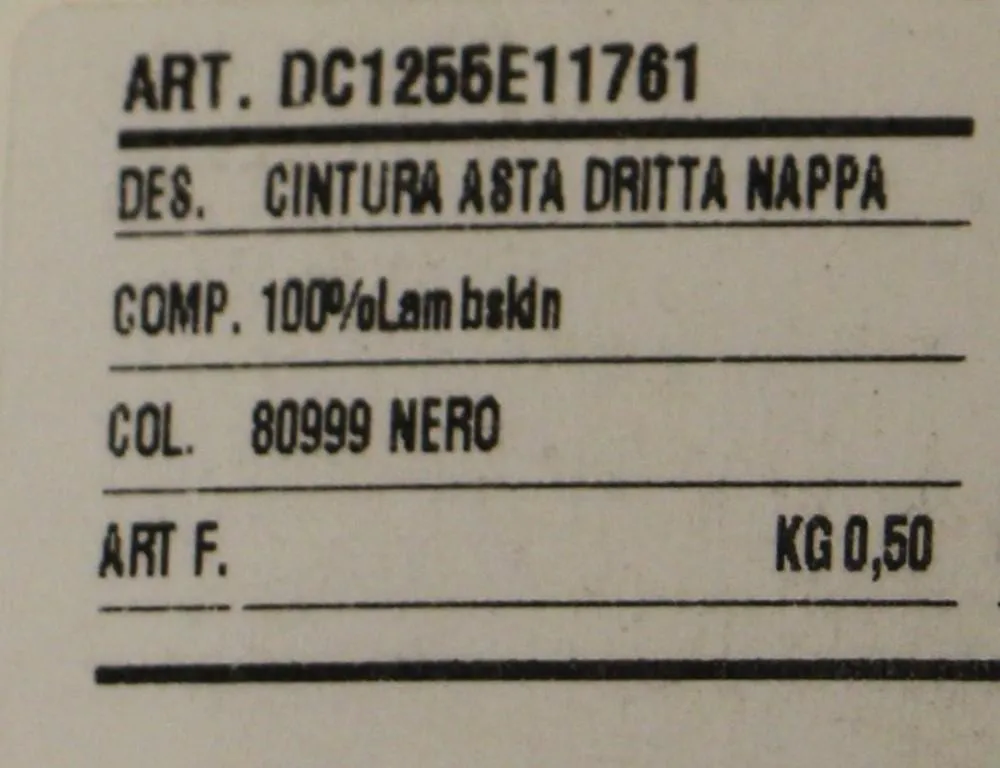 ART. DC1255E11761
DES. CINTURA ASTA DRITTA NAPPA
COMP. 100%Lambskin
COL. 80999 NERO
ART F. KG 0,50